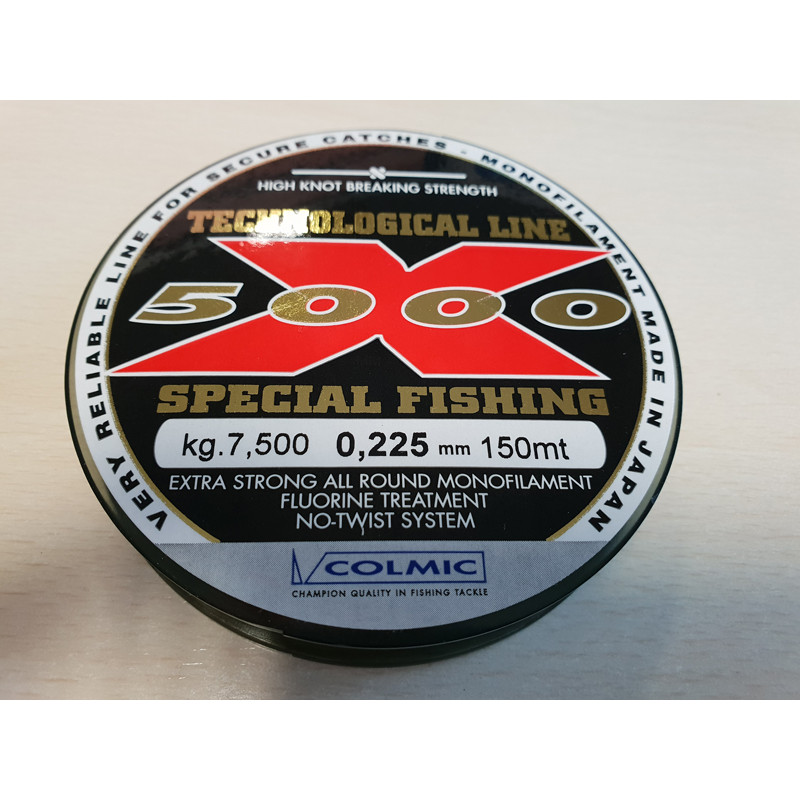 VERY RELIABLE LINE FOR SECURE CATCHES - MONOFILAMENT MADE IN JAPAN
HIGH KNOT BREAKING STRENGTH
TECHNOLOGICAL LINE
X
5000
SPECIAL FISHING
kg.7,500 0,225 mm 150mt
EXTRA STRONG ALL ROUND MONOFILAMENT
FLUORINE TREATMENT
NO-TWIST SYSTEM
COLMIC
CHAMPION QUALITY IN FISHING TACKLE